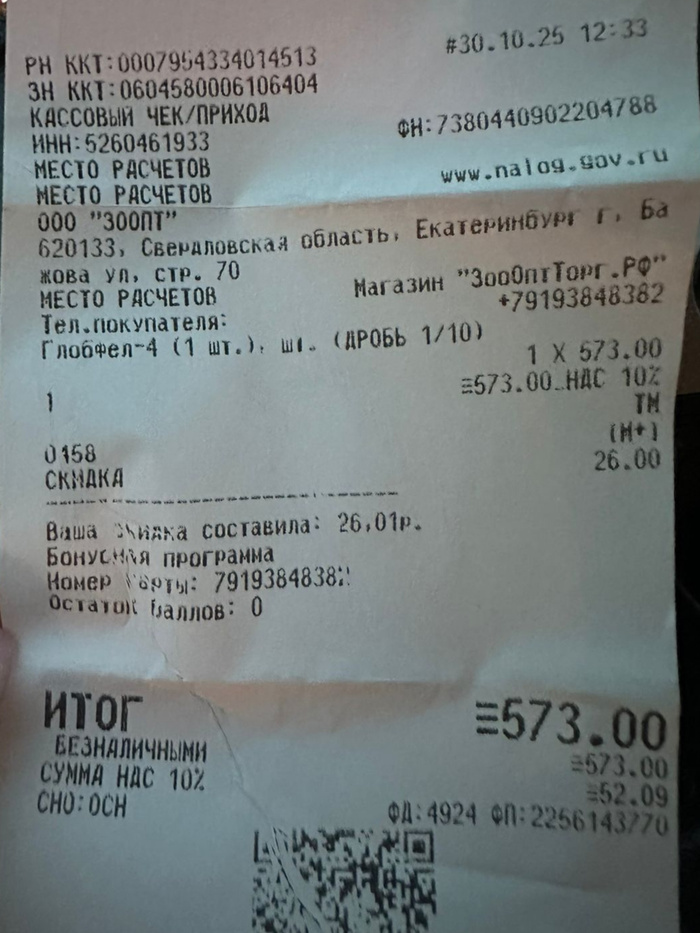 #30.10.25 12:33
РН ККТ:0007954334014513
ЗН ККТ:0604580006106404
КАССОВЫЙ ЧЕК/ПРИХОД
ФН:7380440902204788
ИНН:5260461933
МЕСТО РАСЧЕТОВ
www.nalog.gov.ru
МЕСТО РАСЧЕТОВ
ООО "ЗООПТ"
620133, Свердловская область, Екатеринбург г, Ба
жова ул, стр. 70
МЕСТО РАСЧЕТОВ Магазин "ЗооОптТорг.РФ"
Тел.покупателя: +79193848382
Глобфел-4 (1 шт.), шт. (ДРОБЬ 1/10)
1 X 573.00
≡573.00 НДС 10%
1 ТМ
(М+)
0158
СКИДКА 26.00
Ваша скидка составила: 26,01р.
Бонусная программа
Номер карты: 79193848382
Остаток баллов: 0
ИТОГ ≡573.00
БЕЗНАЛИЧНЫМИ ≡573.00
СУММА НДС 10% ≡52.09
СНО:ОСН
ФД:4924 ФП:2256143770